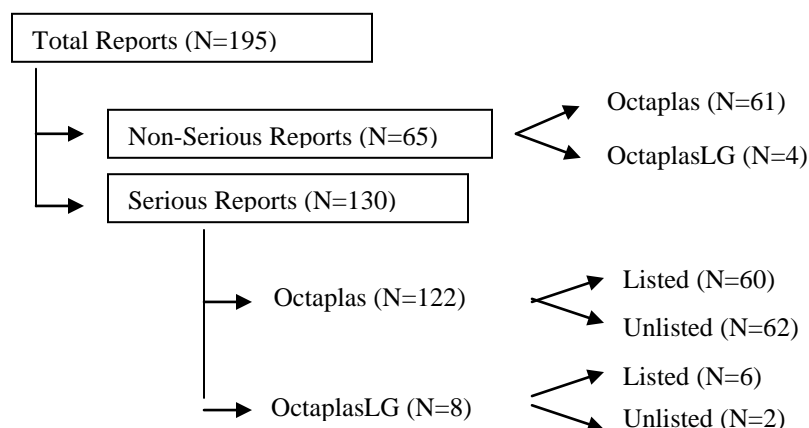 Total Reports (N=195)
Octaplas (N=61)
Non-Serious Reports (N=65)
OctaplasLG (N=4)
Serious Reports (N=130)
Listed (N=60)
Octaplas (N=122)
Unlisted (N=62)
Listed (N=6)
OctaplasLG (N=8)
Unlisted (N=2)